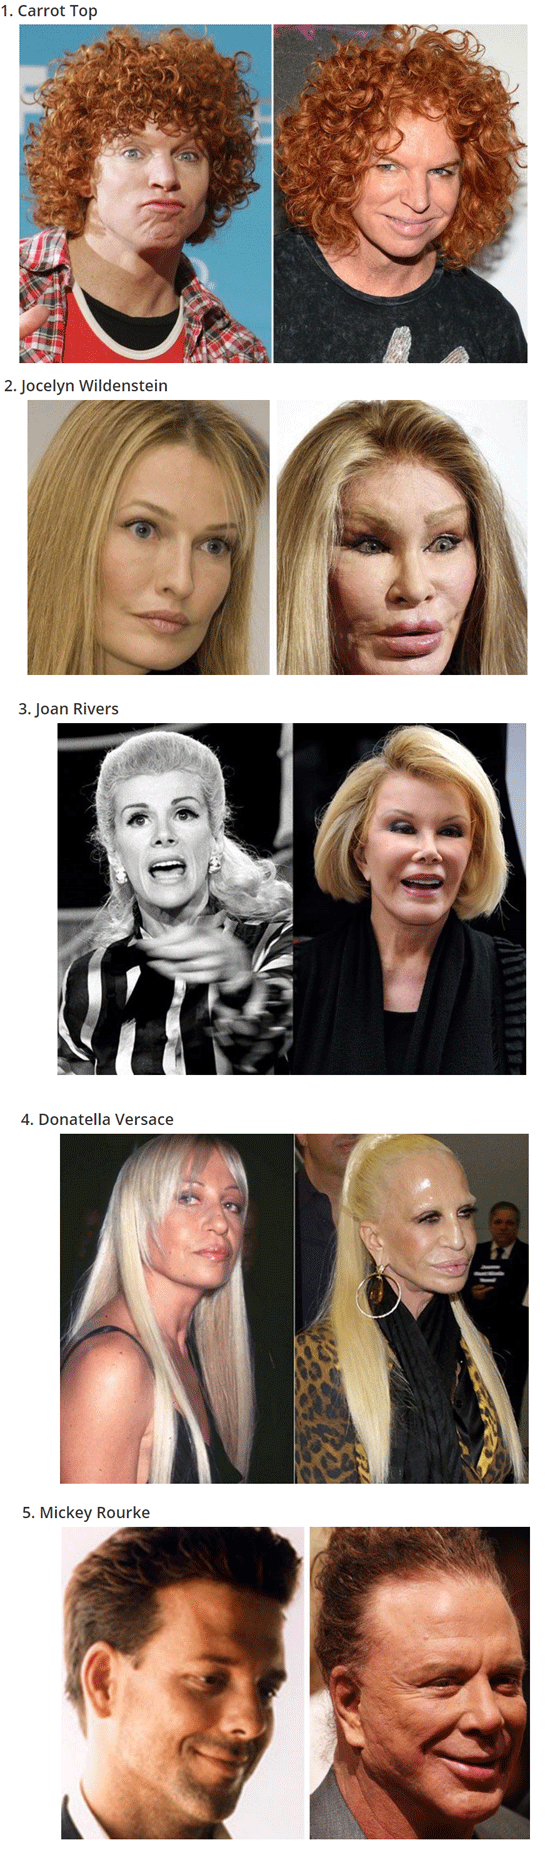 1. Carrot Top
2. Jocelyn Wildenstein
3. Joan Rivers
4. Donatella Versace
5. Mickey Rourke